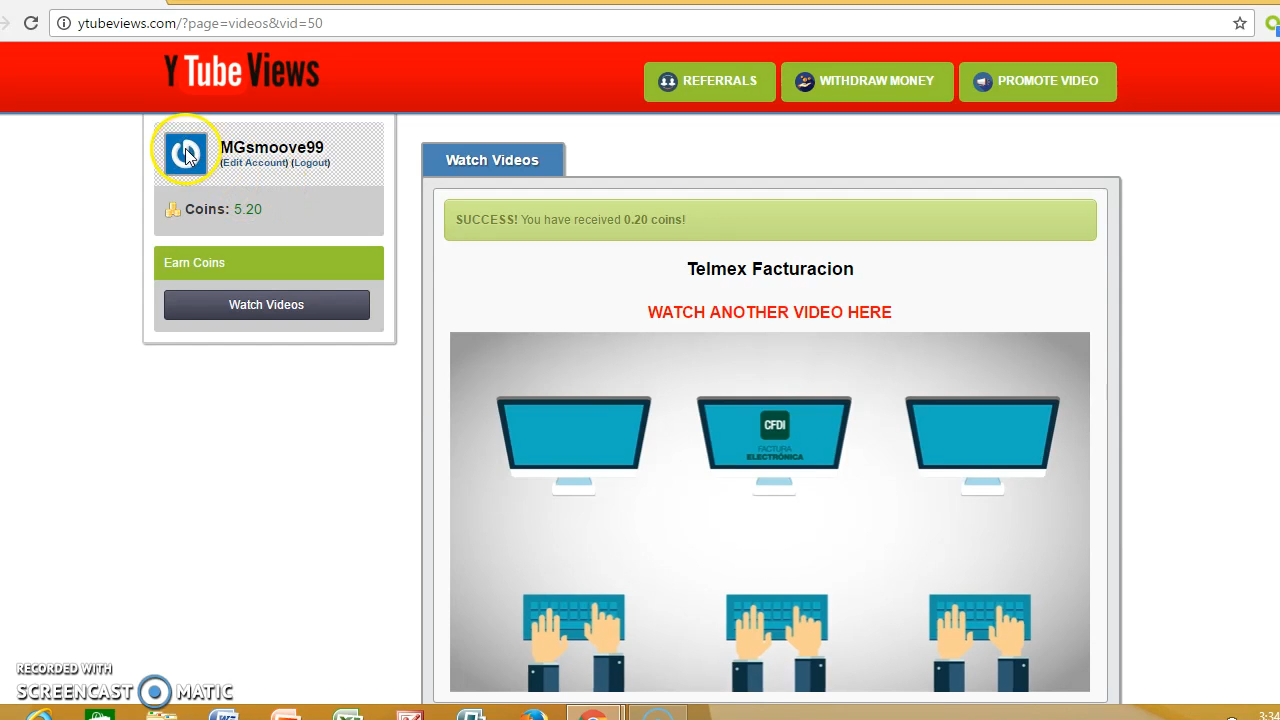 ytubeviews.com/?page=videos&vid=50
Y Tube Views
REFERRALS
WITHDRAW MONEY
PROMOTE VIDEO
MGsmoove99
(Edit Account) (Logout)
Coins: 5.20
Earn Coins
Watch Videos
Watch Videos
SUCCESS! You have received 0.20 coins!
Telmex Facturacion
WATCH ANOTHER VIDEO HERE
CFDI
FACTURA
ELECTRÓNICA
RECORDED WITH
SCREENCAST MATIC